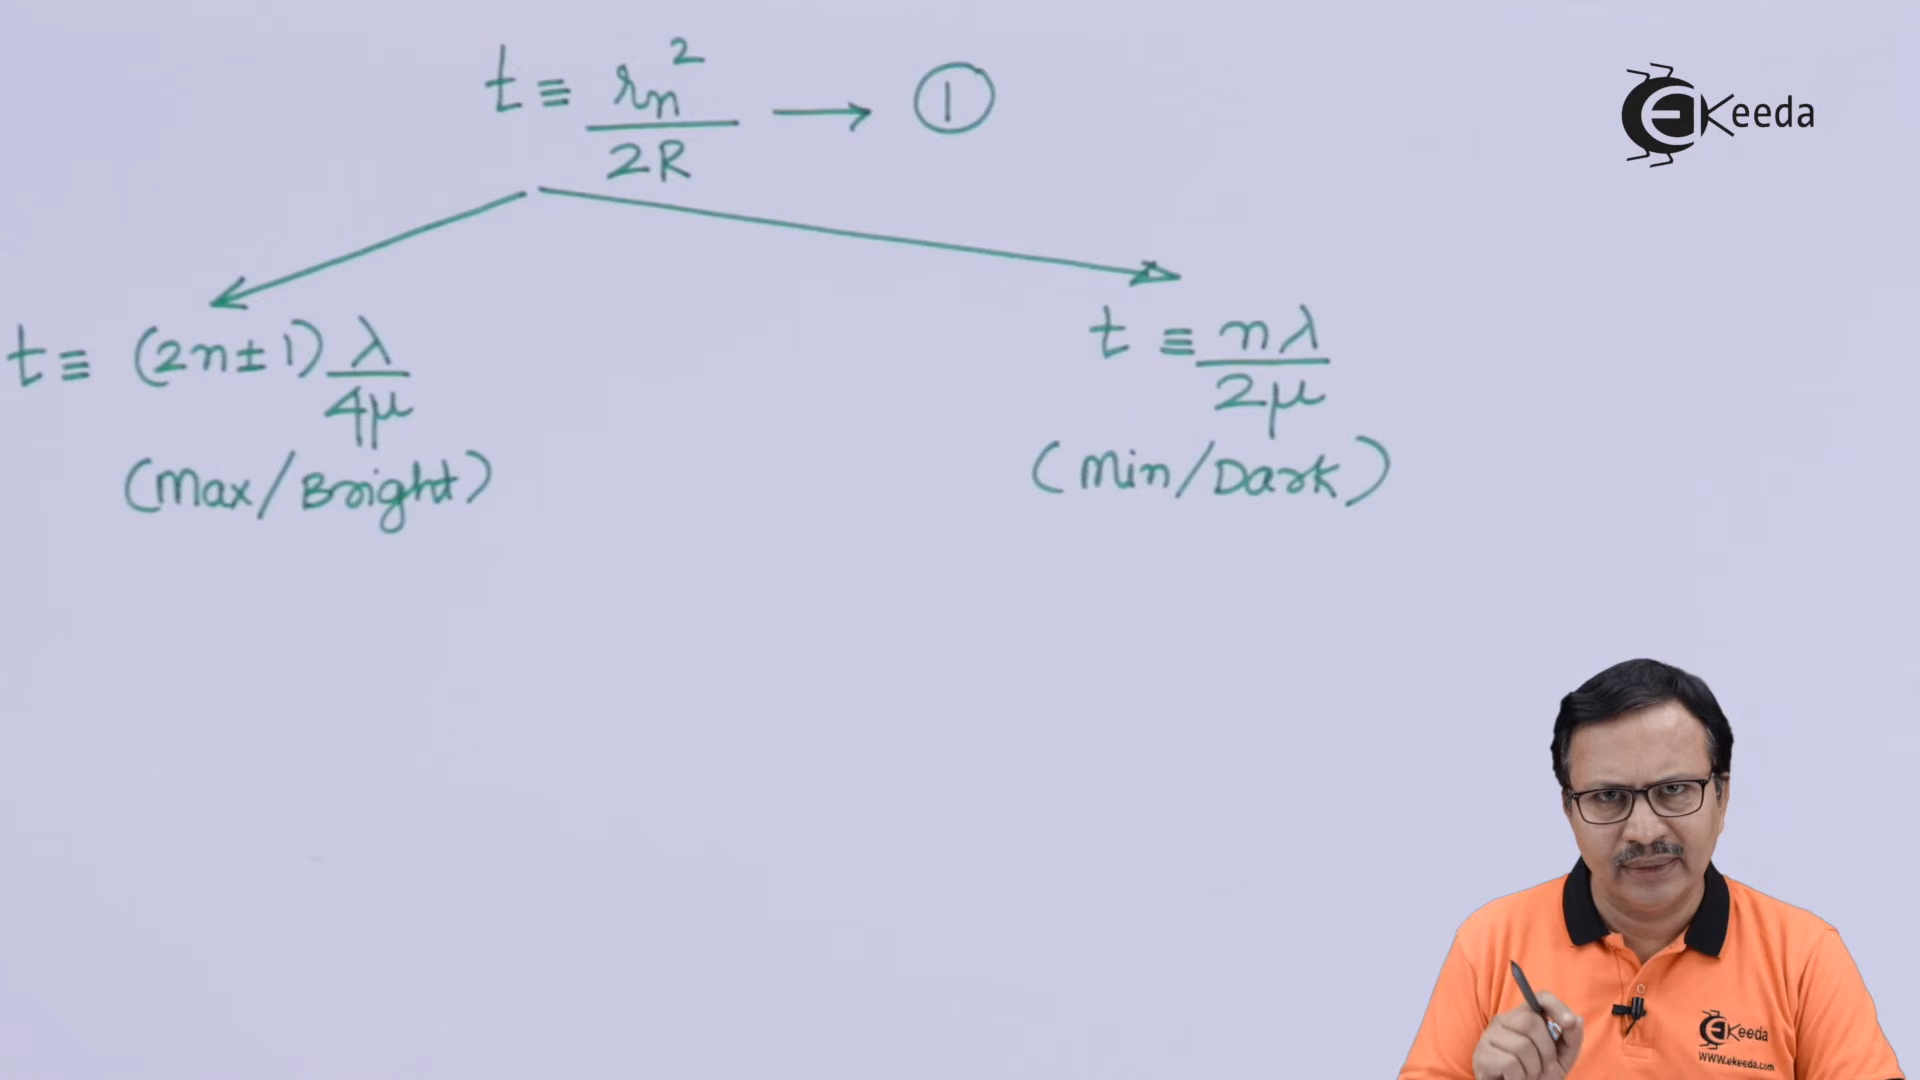 t ≡ rn² / 2R → ①
EKeeda
t ≡ (2n±1) λ / 4μ
t ≡ nλ / 2μ
(Max/Bright)
(Min/Dark)
EKeeda
www.ekeeda.com